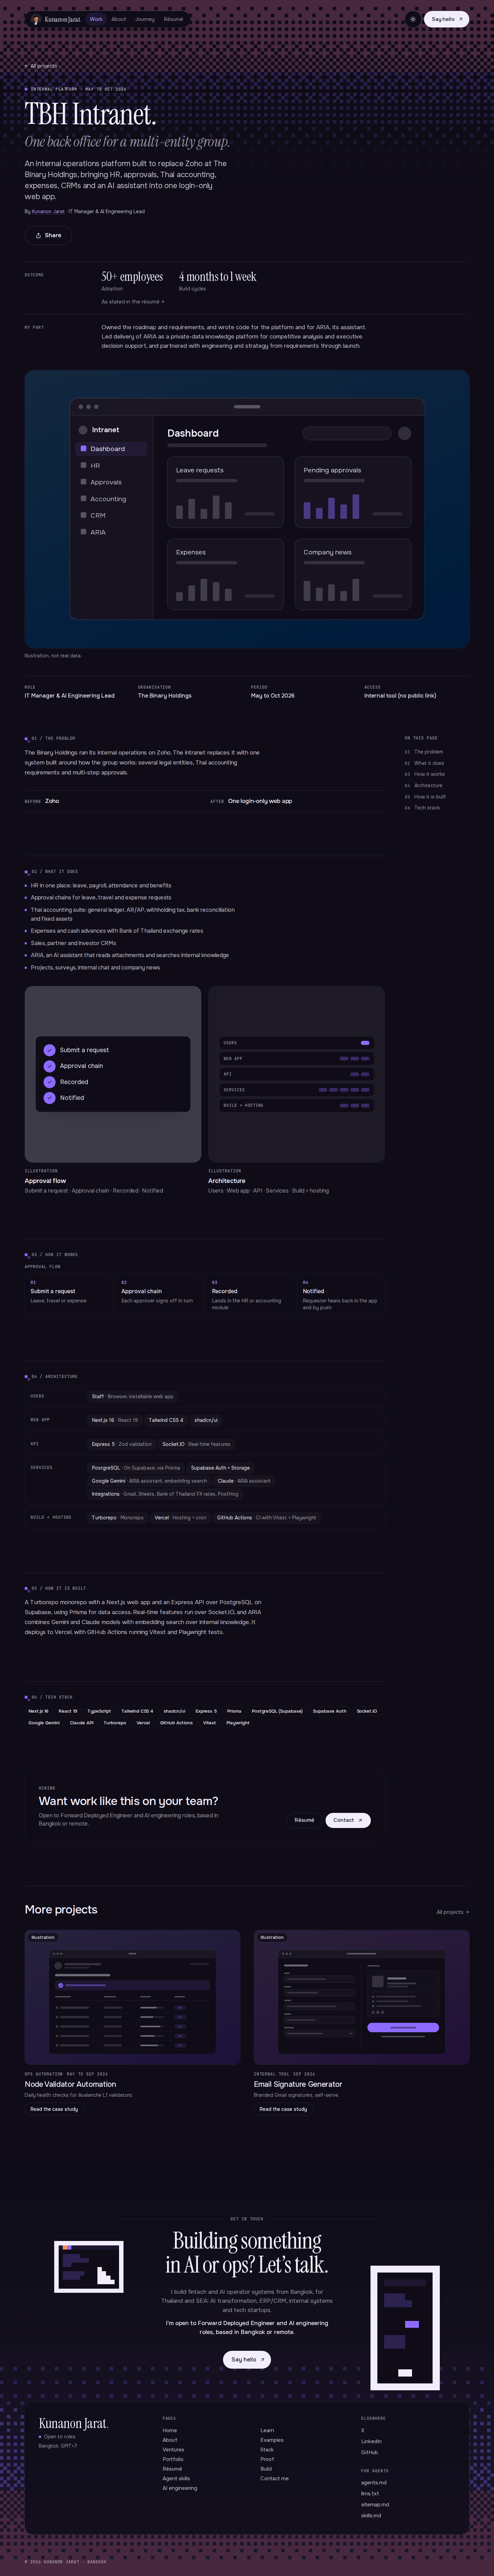 Kunanon Jarat
Work
About
Journey
Résumé
Say hello ↗
← All projects
INTERNAL PLATFORM · MAY TO OCT 2026
TBH Intranet.
One back office for a multi-entity group.
An internal operations platform built to replace Zoho at The
Binary Holdings, bringing HR, approvals, Thai accounting,
expenses, CRMs and an AI assistant into one login-only
web app.
By Kunanon Jarat · IT Manager & AI Engineering Lead
Share
OUTCOME
50+ employees
Adoption
4 months to 1 week
Build cycles
As stated in the résumé →
MY PART
Owned the roadmap and requirements, and wrote code for the platform and for ARIA, its assistant.
Led delivery of ARIA as a private-data knowledge platform for competitive analysis and executive
decision support, and partnered with engineering and strategy from requirements through launch.
Intranet
Dashboard
HR
Approvals
Accounting
CRM
ARIA
Dashboard
Leave requests
Pending approvals
Expenses
Company news
Illustration: not real data.
ROLE
IT Manager & AI Engineering Lead
ORGANISATION
The Binary Holdings
PERIOD
May to Oct 2026
ACCESS
Internal tool (no public link)
01 / THE PROBLEM
The Binary Holdings ran its internal operations on Zoho. The intranet replaces it with one
system built around how the group works: several legal entities, Thai accounting
requirements and multi-step approvals.
BEFORE Zoho
AFTER One login-only web app
ON THIS PAGE
01 The problem
02 What it does
03 How it works
04 Architecture
05 How it is built
06 Tech stack
02 / WHAT IT DOES
HR in one place: leave, payroll, attendance and benefits
Approval chains for leave, travel and expense requests
Thai accounting suite: general ledger, AR/AP, withholding tax, bank reconciliation
and fixed assets
Expenses and cash advances with Bank of Thailand exchange rates
Sales, partner and investor CRMs
ARIA, an AI assistant that reads attachments and searches internal knowledge
Projects, surveys, internal chat and company news
Submit a request
Approval chain
Recorded
Notified
USERS
WEB APP
API
SERVICES
BUILD + HOSTING
ILLUSTRATION
Approval flow
Submit a request · Approval chain · Recorded · Notified
ILLUSTRATION
Architecture
Users · Web app · API · Services · Build + hosting
03 / HOW IT WORKS
APPROVAL FLOW
01
Submit a request
Leave, travel or expense
02
Approval chain
Each approver signs off in turn
03
Recorded
Lands in the HR or accounting
module
04
Notified
Requester hears back in the app
and by push
04 / ARCHITECTURE
USERS
Staff · Browser, installable web app
WEB APP
Next.js 16 · React 19
Tailwind CSS 4
shadcn/ui
API
Express 5 · Zod validation
Socket.IO · Real-time features
SERVICES
PostgreSQL · On Supabase, via Prisma
Supabase Auth + Storage
Google Gemini · ARIA assistant, embedding search
Claude · ARIA assistant
Integrations · Gmail, Sheets, Bank of Thailand FX rates, PostHog
BUILD + HOSTING
Turborepo · Monorepo
Vercel · Hosting + cron
GitHub Actions · CI with Vitest + Playwright
05 / HOW IT IS BUILT
A Turborepo monorepo with a Next.js web app and an Express API over PostgreSQL on
Supabase, using Prisma for data access. Real-time features run over Socket.IO, and ARIA
combines Gemini and Claude models with embedding search over internal knowledge. It
deploys to Vercel, with GitHub Actions running Vitest and Playwright tests.
06 / TECH STACK
Next.js 16
React 19
TypeScript
Tailwind CSS 4
shadcn/ui
Express 5
Prisma
PostgreSQL (Supabase)
Supabase Auth
Socket.IO
Google Gemini
Claude API
Turborepo
Vercel
GitHub Actions
Vitest
Playwright
HIRING
Want work like this on your team?
Open to Forward Deployed Engineer and AI engineering roles, based in
Bangkok or remote.
Résumé
Contact ↗
More projects
All projects →
Illustration
OPS AUTOMATION · MAY TO SEP 2026
Node Validator Automation
Daily health checks for Avalanche L1 validators.
Read the case study
Illustration
INTERNAL TOOL · SEP 2026
Email Signature Generator
Branded Gmail signatures, self-serve.
Read the case study
GET IN TOUCH
Building something
in AI or ops? Let's talk.
I build fintech and AI operator systems from Bangkok, for
Thailand and SEA: AI transformation, ERP/CRM, internal systems
and tech startups.
I'm open to Forward Deployed Engineer and AI engineering
roles, based in Bangkok or remote.
Say hello ↗
Kunanon Jarat.
Open to roles
Bangkok, GMT+7
PAGES
Home
About
Ventures
Portfolio
Résumé
Agent skills
AI engineering
Learn
Examples
Stack
Proof
Build
Contact me
ELSEWHERE
X
LinkedIn
GitHub
FOR AGENTS
agents.md
llms.txt
sitemap.md
skills.md
© 2026 KUNANON JARAT · BANGKOK